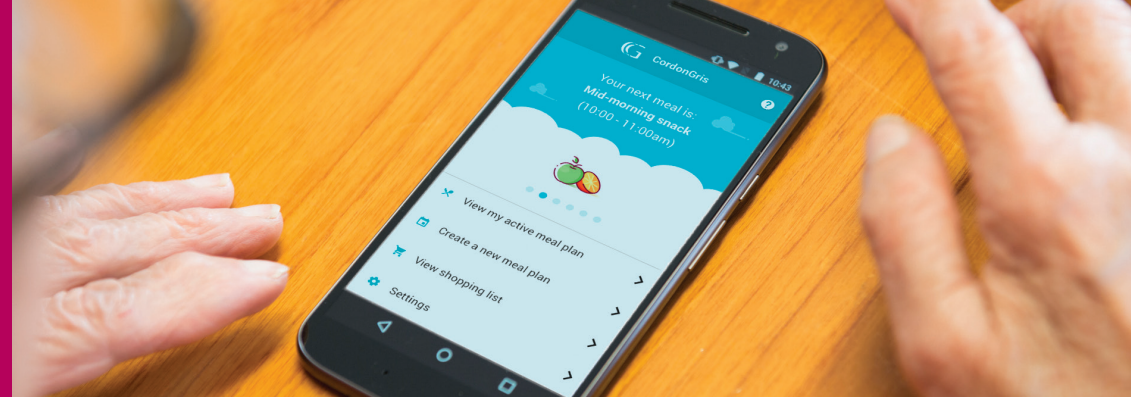 10:43
CordonGris
Your next meal is:
Mid-morning snack
(10:00 - 11:00am)
View my active meal plan
Create a new meal plan
View shopping list
Settings